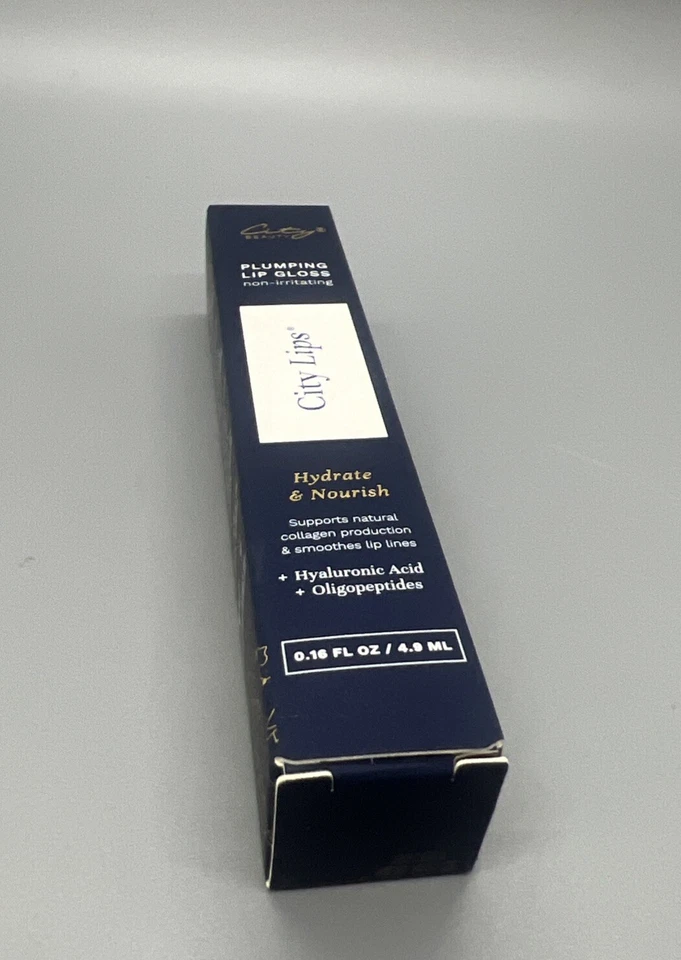 City®
BEAUTY
PLUMPING
LIP GLOSS
non-irritating
City Lips®
Hydrate
& Nourish
Supports natural
collagen production
& smoothes lip lines
+ Hyaluronic Acid
+ Oligopeptides
0.16 FL OZ / 4.9 ML